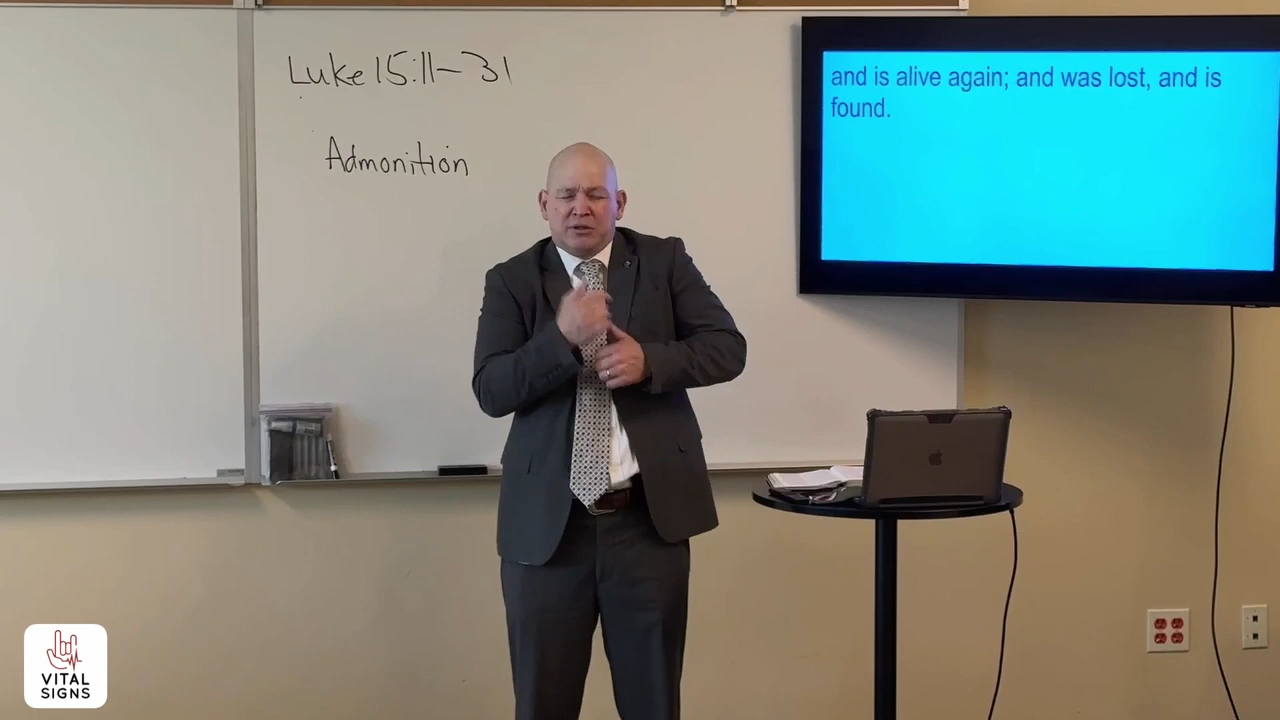 Luke 15:11-31
Admonition
and is alive again; and was lost, and is
found.
VITAL
SIGNS